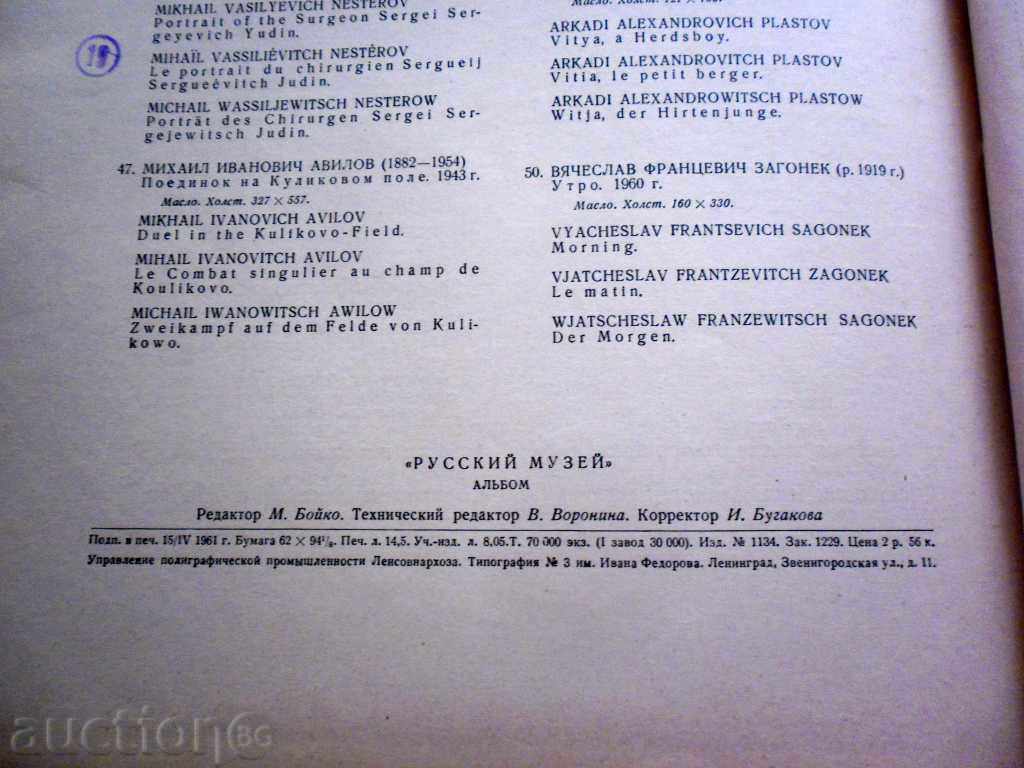 MIKHAIL VASILYEVICH NESTEROV
Portrait of the Surgeon Sergei Ser-
geyevich Yudin.
MIHAÏL VASSILIÉVITCH NESTÉROV
Le portrait du chirurgien Sergueij
Sergueévitch Judin.
MICHAIL WASSILJEWITSCH NESTEROW
Porträt des Chirurgen Sergei Ser-
gejewitsch Judin.
47. МИХАИЛ ИВАНОВИЧ АВИЛОВ (1882—1954)
Поединок на Куликовом поле. 1943 г.
Масло. Холст. 327 × 557.
MIKHAIL IVANOVICH AVILOV
Duel in the Kulikovo-Field.
MIHAIL IVANOVITCH AVILOV
Le Combat singulier au champ de
Koulikovo.
MICHAIL IWANOWITSCH AWILOW
Zweikampf auf dem Felde von Kuli-
kowo.
Масло. Холст.
ARKADI ALEXANDROVICH PLASTOV
Vitya, a Herdsboy.
ARKADI ALEXANDROVITCH PLASTOV
Vitia, le petit berger.
ARKADI ALEXANDROWITSCH PLASTOW
Witja, der Hirtenjunge.
50. ВЯЧЕСЛАВ ФРАНЦЕВИЧ ЗАГОНЕК (р. 1919 г.)
Утро. 1960 г.
Масло. Холст. 160 × 330.
VYACHESLAV FRANTSEVICH SAGONEK
Morning.
VJATCHESLAV FRANTZEVITCH ZAGONEK
Le matin.
WJATSCHESLAW FRANZEWITSCH SAGONEK
Der Morgen.
«РУССКИЙ МУЗЕЙ»
АЛЬБОМ
Редактор М. Бойко. Технический редактор В. Воронина. Корректор И. Бугакова
Подп. в печ. 15/IV 1961 г. Бумага 62 × 94¹/₈. Печ. л. 14,5. Уч.-изд. л. 8,05. Т. 70 000 экз. (I завод 30 000). Изд. № 1134. Зак. 1229. Цена 2 р. 56 к.
Управление полиграфической промышленности Ленсовнархоза. Типография № 3 им. Ивана Федорова. Ленинград, Звенигородская ул., д. 11.
auction.bg